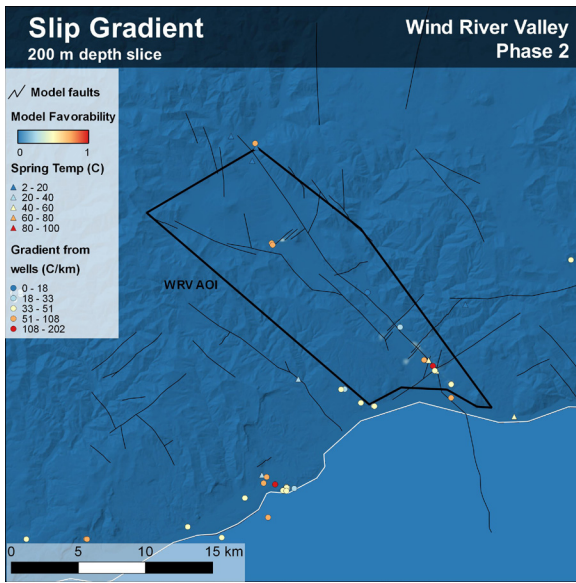 Slip Gradient
200 m depth slice
Wind River Valley
Phase 2
Model faults
Model Favorability
0 1
Spring Temp (C)
2 - 20
20 - 40
40 - 60
60 - 80
80 - 100
Gradient from
wells (C/km)
0 - 18
18 - 33
33 - 51
51 - 108
108 - 202
WRV AOI
0 5 10 15 km